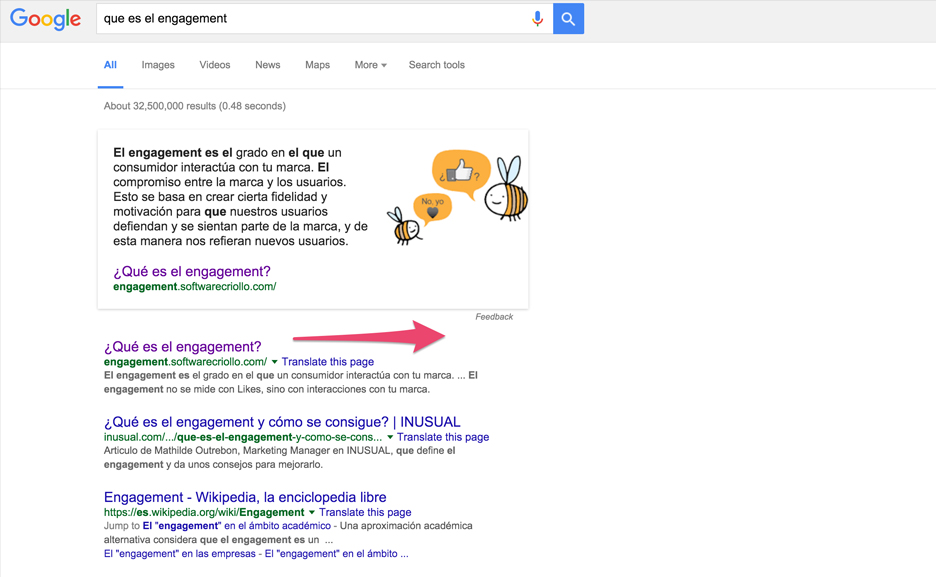 Google
que es el engagement
All Images Videos News Maps More Search tools
About 32,500,000 results (0.48 seconds)
El engagement es el grado en el que un
consumidor interactúa con tu marca. El
compromiso entre la marca y los usuarios.
Esto se basa en crear cierta fidelidad y
motivación para que nuestros usuarios
defiendan y se sientan parte de la marca, y de
esta manera nos refieran nuevos usuarios.
¿ ?
No, yo
¿Qué es el engagement?
engagement.softwarecriollo.com/
Feedback
¿Qué es el engagement?
engagement.softwarecriollo.com/ Translate this page
El engagement es el grado en el que un consumidor interactúa con tu marca. ... El
engagement no se mide con Likes, sino con interacciones con tu marca.
¿Qué es el engagement y cómo se consigue? | INUSUAL
inusual.com/.../que-es-el-engagement-y-como-se-cons... Translate this page
Articulo de Mathilde Outrebon, Marketing Manager en INUSUAL, que define el
engagement y da unos consejos para mejorarlo.
Engagement - Wikipedia, la enciclopedia libre
https://es.wikipedia.org/wiki/Engagement Translate this page
Jump to El "engagement" en el ámbito académico - Una aproximación académica
alternativa considera que el engagement es un ...
El "engagement" en las empresas - El "engagement" en el ámbito ...